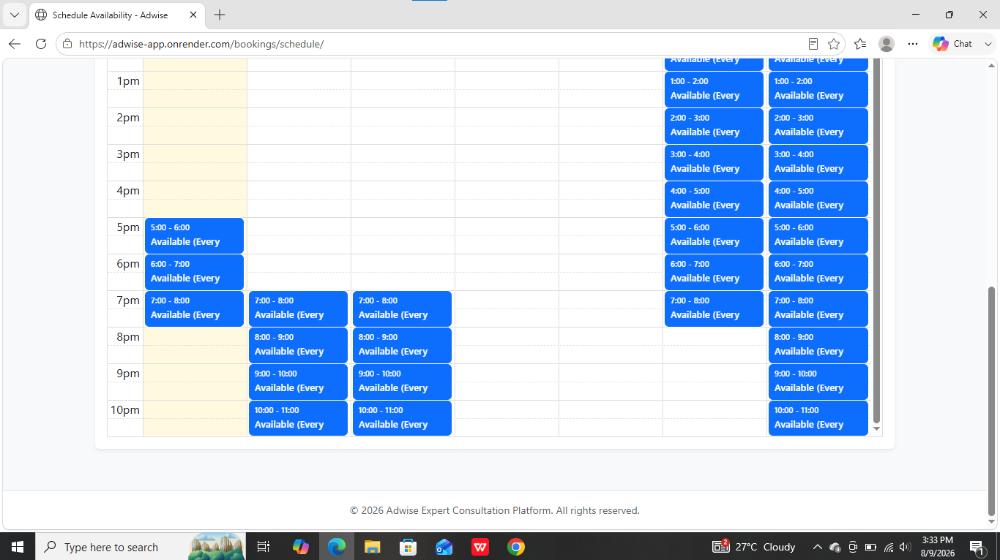 Schedule Availability - Adwise
https://adwise-app.onrender.com/bookings/schedule/
Chat
Available (Every
Available (Every
1pm
1:00 - 2:00
Available (Every
1:00 - 2:00
Available (Every
2pm
2:00 - 3:00
Available (Every
2:00 - 3:00
Available (Every
3pm
3:00 - 4:00
Available (Every
3:00 - 4:00
Available (Every
4pm
4:00 - 5:00
Available (Every
4:00 - 5:00
Available (Every
5pm
5:00 - 6:00
Available (Every
5:00 - 6:00
Available (Every
5:00 - 6:00
Available (Every
6pm
6:00 - 7:00
Available (Every
6:00 - 7:00
Available (Every
6:00 - 7:00
Available (Every
7pm
7:00 - 8:00
Available (Every
7:00 - 8:00
Available (Every
7:00 - 8:00
Available (Every
7:00 - 8:00
Available (Every
7:00 - 8:00
Available (Every
8pm
8:00 - 9:00
Available (Every
8:00 - 9:00
Available (Every
8:00 - 9:00
Available (Every
9pm
9:00 - 10:00
Available (Every
9:00 - 10:00
Available (Every
9:00 - 10:00
Available (Every
10pm
10:00 - 11:00
Available (Every
10:00 - 11:00
Available (Every
10:00 - 11:00
Available (Every
© 2026 Adwise Expert Consultation Platform. All rights reserved.
Type here to search
2
27°C Cloudy
3:33 PM
8/9/2026
1